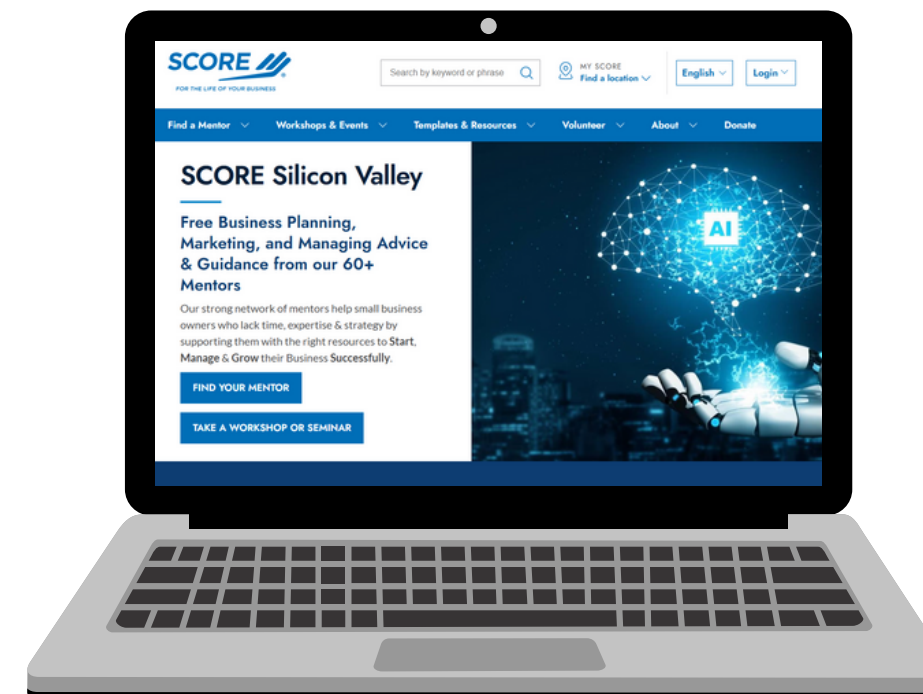 SCORE
FOR THE LIFE OF YOUR BUSINESS
Search by keyword or phrase
MY SCORE
Find a location
English
Login
Find a Mentor
Workshops & Events
Templates & Resources
Volunteer
About
Donate
SCORE Silicon Valley
Free Business Planning,
Marketing, and Managing Advice
& Guidance from our 60+
Mentors
Our strong network of mentors help small business
owners who lack time, expertise & strategy by
supporting them with the right resources to Start,
Manage & Grow their Business Successfully.
FIND YOUR MENTOR
TAKE A WORKSHOP OR SEMINAR
AI